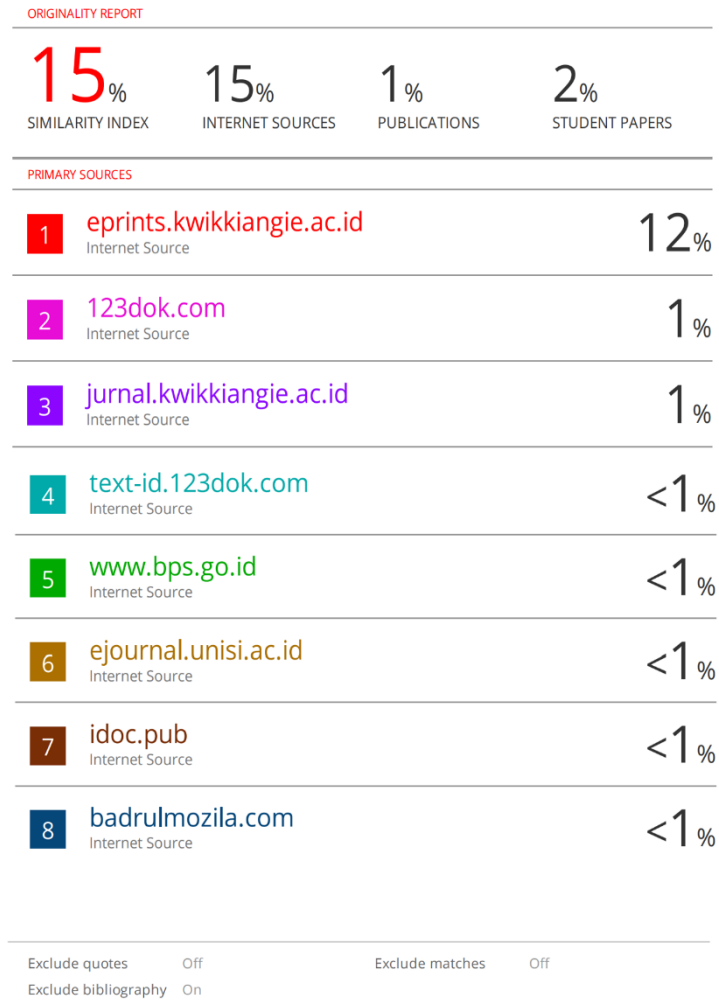 ORIGINALITY REPORT
15% 15% 1% 2%
SIMILARITY INDEX INTERNET SOURCES PUBLICATIONS STUDENT PAPERS
PRIMARY SOURCES
1 eprints.kwikkiangie.ac.id 12%
Internet Source
2 123dok.com 1%
Internet Source
3 jurnal.kwikkiangie.ac.id 1%
Internet Source
4 text-id.123dok.com <1%
Internet Source
5 www.bps.go.id <1%
Internet Source
6 ejournal.unisi.ac.id <1%
Internet Source
7 idoc.pub <1%
Internet Source
8 badrulmozila.com <1%
Internet Source
Exclude quotes Off Exclude matches Off
Exclude bibliography On